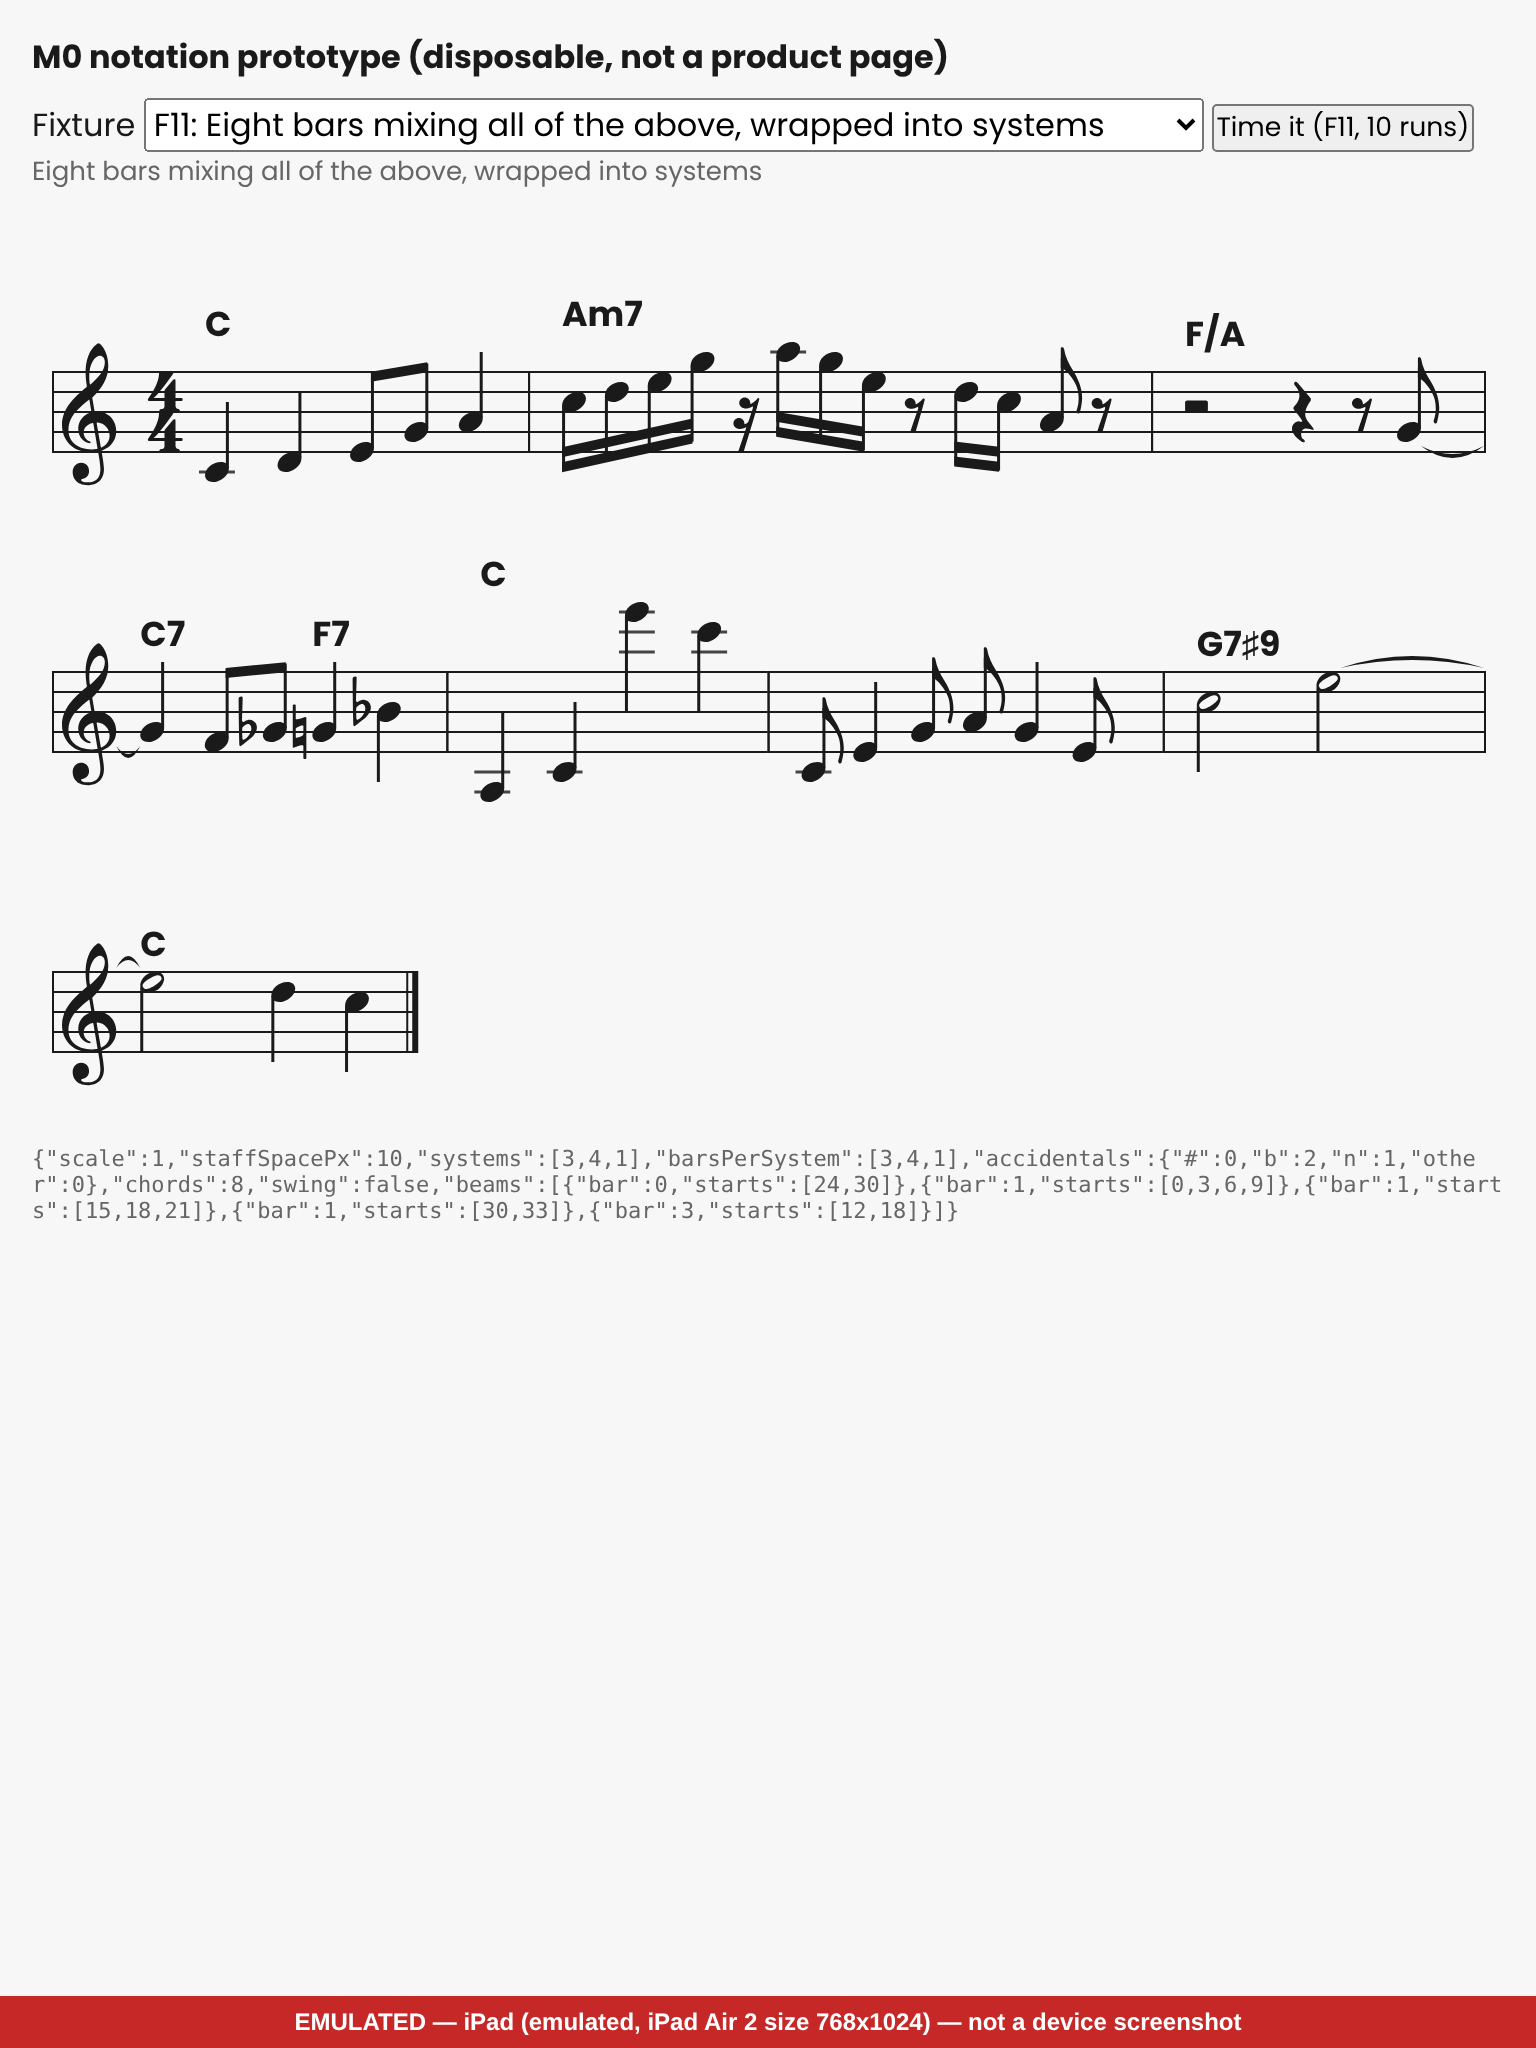 M0 notation prototype (disposable, not a product page)
Fixture F11: Eight bars mixing all of the above, wrapped into systems Time it (F11, 10 runs)
Eight bars mixing all of the above, wrapped into systems
C Am7 F/A
4
4
C
C7 F7 G7♯9
C
{"scale":1,"staffSpacePx":10,"systems":[3,4,1],"barsPerSystem":[3,4,1],"accidentals":{"#":0,"b":2,"n":1,"othe
r":0},"chords":8,"swing":false,"beams":[{"bar":0,"starts":[24,30]},{"bar":1,"starts":[0,3,6,9]},{"bar":1,"start
s":[15,18,21]},{"bar":1,"starts":[30,33]},{"bar":3,"starts":[12,18]}]}
EMULATED — iPad (emulated, iPad Air 2 size 768x1024) — not a device screenshot